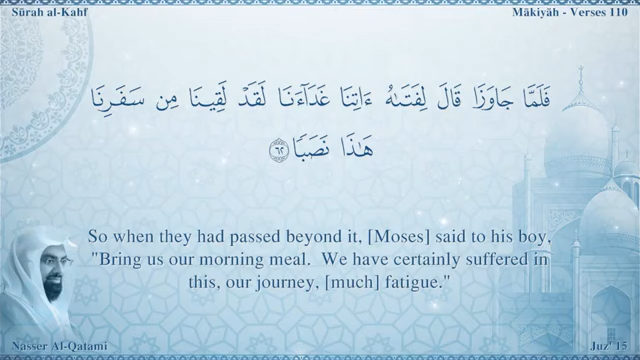 Sūrah al-Kahf
Mākiyāh - Verses 110
فَلَمَّا جَاوَزَا قَالَ لِفَتَىٰهُ ءَاتِنَا غَدَآءَنَا لَقَدْ لَقِينَا مِن سَفَرِنَا
هَـٰذَا نَصَبًا ٦٢
So when they had passed beyond it, [Moses] said to his boy,
"Bring us our morning meal. We have certainly suffered in
this, our journey, [much] fatigue."
Nasser Al-Qatami
Juz' 15